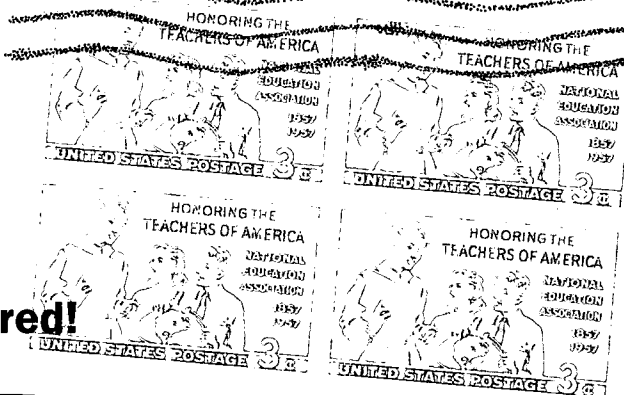 HONORING THE
TEACHERS OF AMERICA
EDUCATION
ASSOCIATION
1857
1957
UNITED STATES POSTAGE 3¢
HONORING THE
TEACHERS OF AMERICA
NATIONAL
EDUCATION
ASSOCIATION
1857
1957
UNITED STATES POSTAGE 3¢
HONORING THE
TEACHERS OF AMERICA
NATIONAL
EDUCATION
ASSOCIATION
1857
1957
UNITED STATES POSTAGE 3¢
HONORING THE
TEACHERS OF AMERICA
NATIONAL
EDUCATION
ASSOCIATION
1857
1957
UNITED STATES POSTAGE 3¢
red!